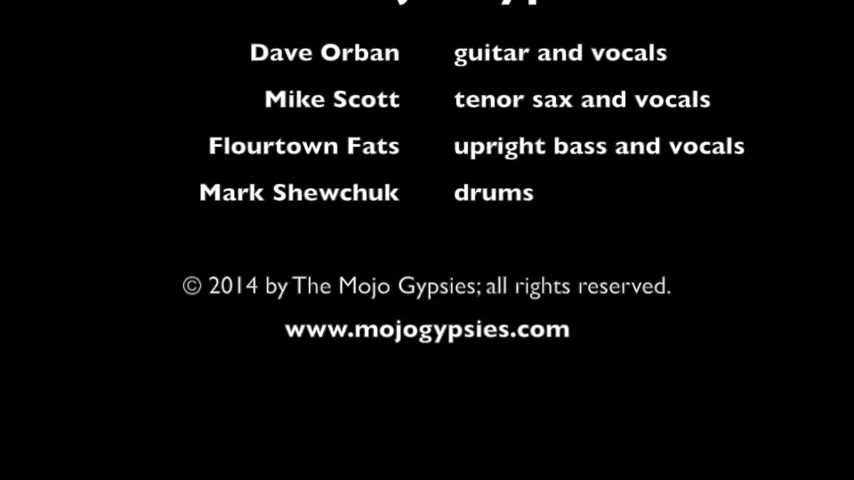 Dave Orban guitar and vocals
Mike Scott tenor sax and vocals
Flourtown Fats upright bass and vocals
Mark Shewchuk drums
© 2014 by The Mojo Gypsies; all rights reserved.
www.mojogypsies.com